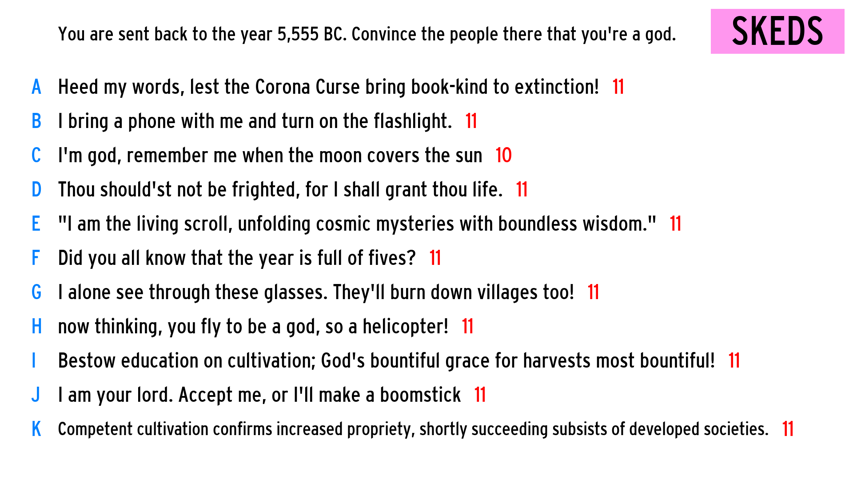 You are sent back to the year 5,555 BC. Convince the people there that you're a god.
SKEDS
A Heed my words, lest the Corona Curse bring book-kind to extinction! 11
B I bring a phone with me and turn on the flashlight. 11
C I'm god, remember me when the moon covers the sun 10
D Thou should'st not be frighted, for I shall grant thou life. 11
E "I am the living scroll, unfolding cosmic mysteries with boundless wisdom." 11
F Did you all know that the year is full of fives? 11
G I alone see through these glasses. They'll burn down villages too! 11
H now thinking, you fly to be a god, so a helicopter! 11
I Bestow education on cultivation; God's bountiful grace for harvests most bountiful! 11
J I am your lord. Accept me, or I'll make a boomstick 11
K Competent cultivation confirms increased propriety, shortly succeeding subsists of developed societies. 11